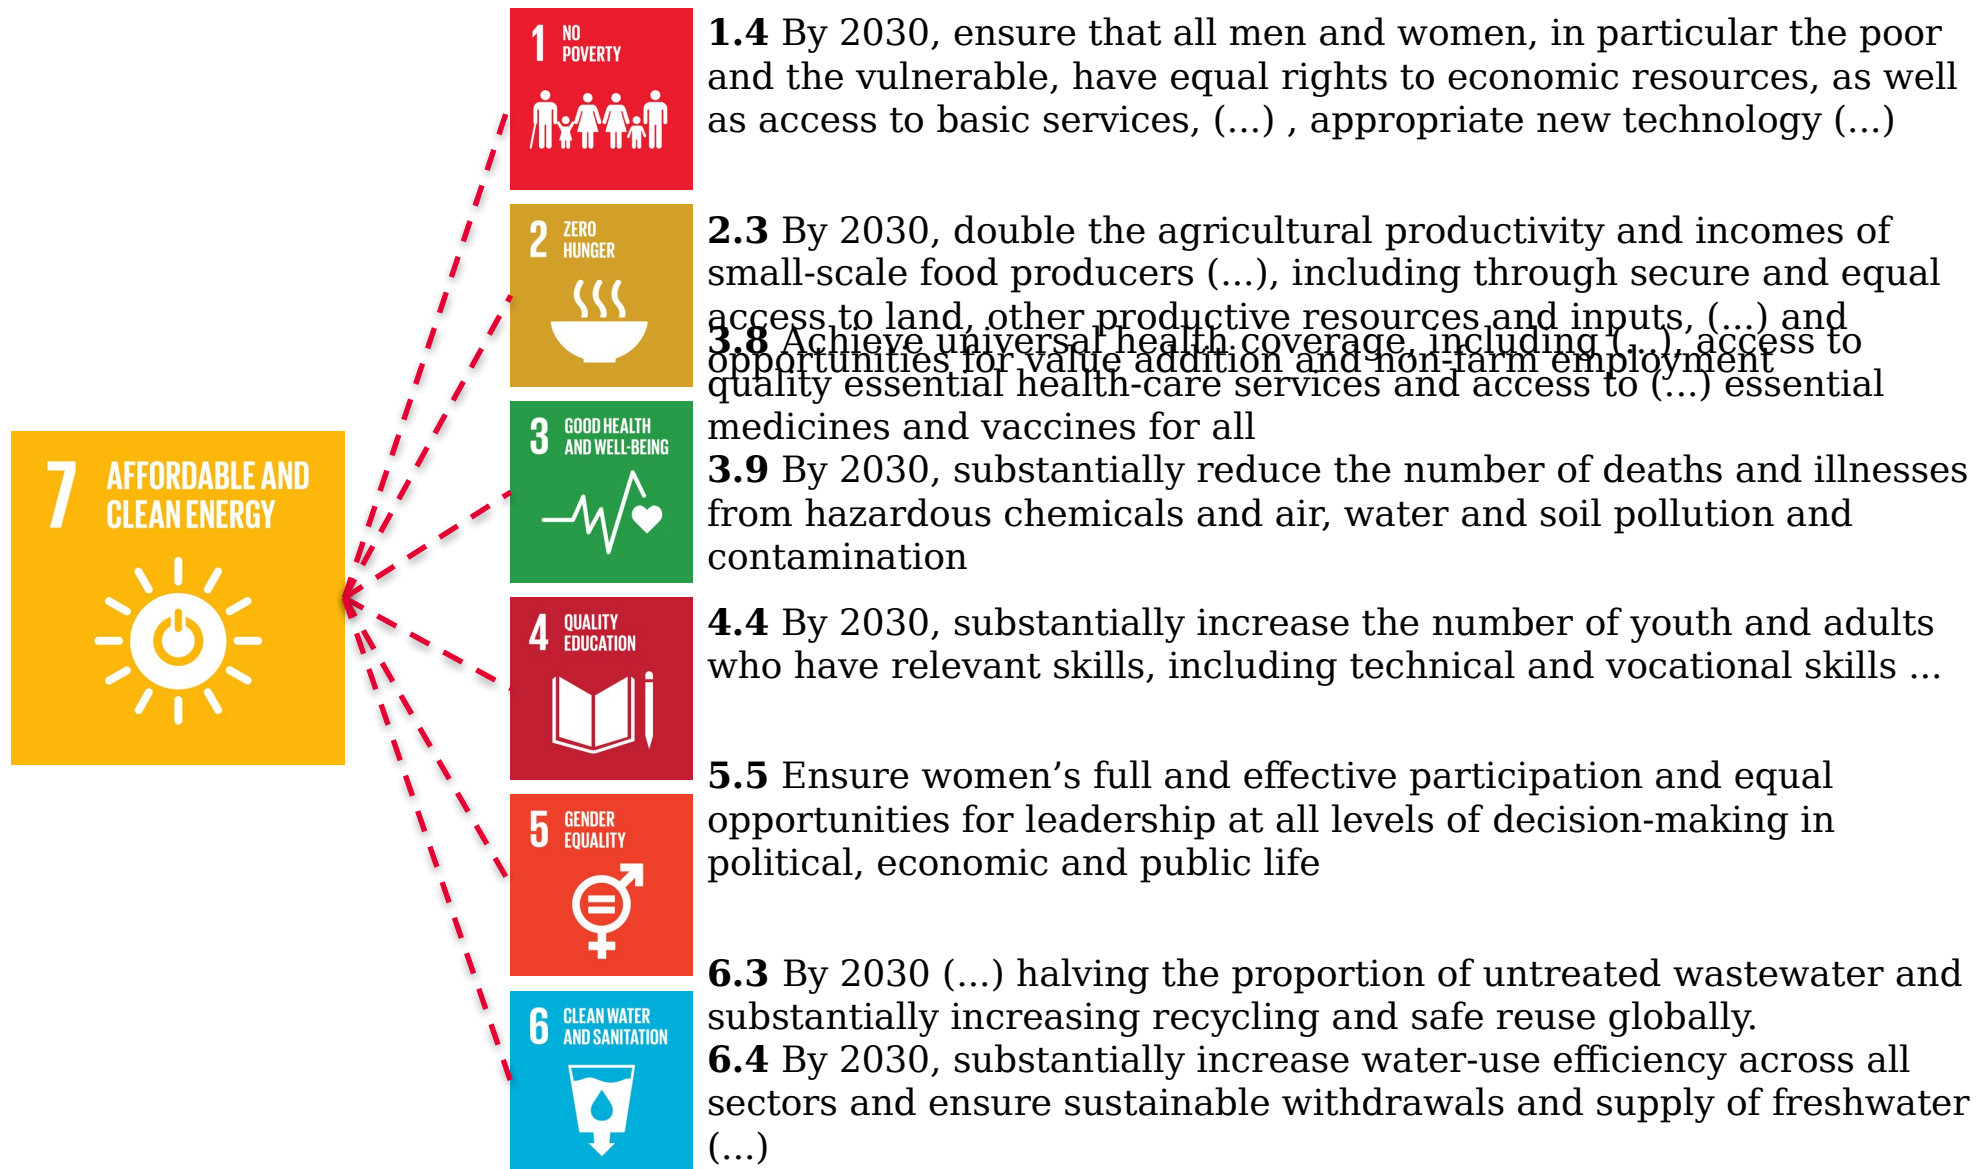 7 AFFORDABLE AND
CLEAN ENERGY
1 NO
POVERTY
1.4 By 2030, ensure that all men and women, in particular the poor
and the vulnerable, have equal rights to economic resources, as well
as access to basic services, (...) , appropriate new technology (...)
2 ZERO
HUNGER
2.3 By 2030, double the agricultural productivity and incomes of
small-scale food producers (...), including through secure and equal
access to land, other productive resources and inputs, (...) and
opportunities for value addition and non-farm employment
3 GOOD HEALTH
AND WELL-BEING
3.8 Achieve universal health coverage, including (...), access to
quality essential health-care services and access to (...) essential
medicines and vaccines for all
3.9 By 2030, substantially reduce the number of deaths and illnesses
from hazardous chemicals and air, water and soil pollution and
contamination
4 QUALITY
EDUCATION
4.4 By 2030, substantially increase the number of youth and adults
who have relevant skills, including technical and vocational skills ...
5 GENDER
EQUALITY
5.5 Ensure women’s full and effective participation and equal
opportunities for leadership at all levels of decision-making in
political, economic and public life
6 CLEAN WATER
AND SANITATION
6.3 By 2030 (...) halving the proportion of untreated wastewater and
substantially increasing recycling and safe reuse globally.
6.4 By 2030, substantially increase water-use efficiency across all
sectors and ensure sustainable withdrawals and supply of freshwater
(...)